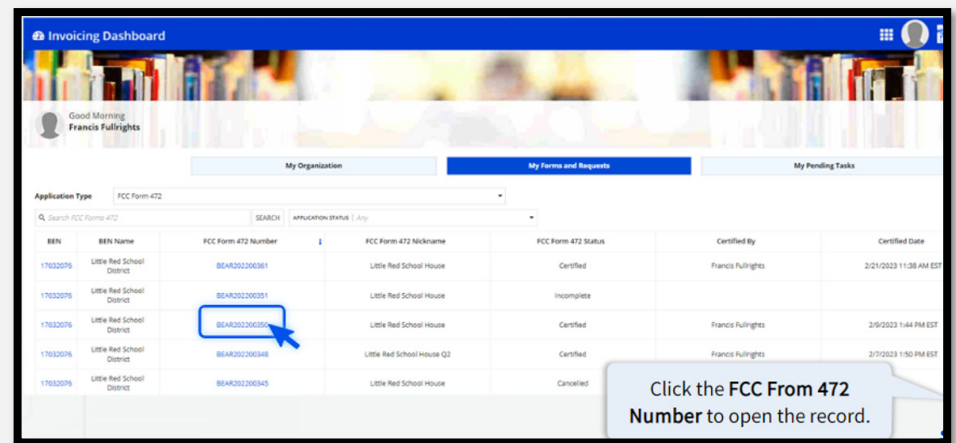 Invoicing Dashboard
Good Morning
Francis Fullrights
My Organization My Forms and Requests My Pending Tasks
Application Type FCC Form 472
Search FCC Forms 472 SEARCH APPLICATION STATUS | Any
BEN BEN Name FCC Form 472 Number FCC Form 472 Nickname FCC Form 472 Status Certified By Certified Date
17032076 Little Red School District BEAR202200361 Little Red School House Certified Francis Fullrights 2/21/2023 11:38 AM EST
17032076 Little Red School District BEAR202200351 Little Red School House Incomplete
17032076 Little Red School District BEAR202200350 Little Red School House Certified Francis Fullrights 2/9/2023 1:44 PM EST
17032076 Little Red School District BEAR202200348 Little Red School House Q2 Certified Francis Fullrights 2/7/2023 1:50 PM EST
17032076 Little Red School District BEAR202200345 Little Red School House Cancelled
Click the FCC From 472
Number to open the record.